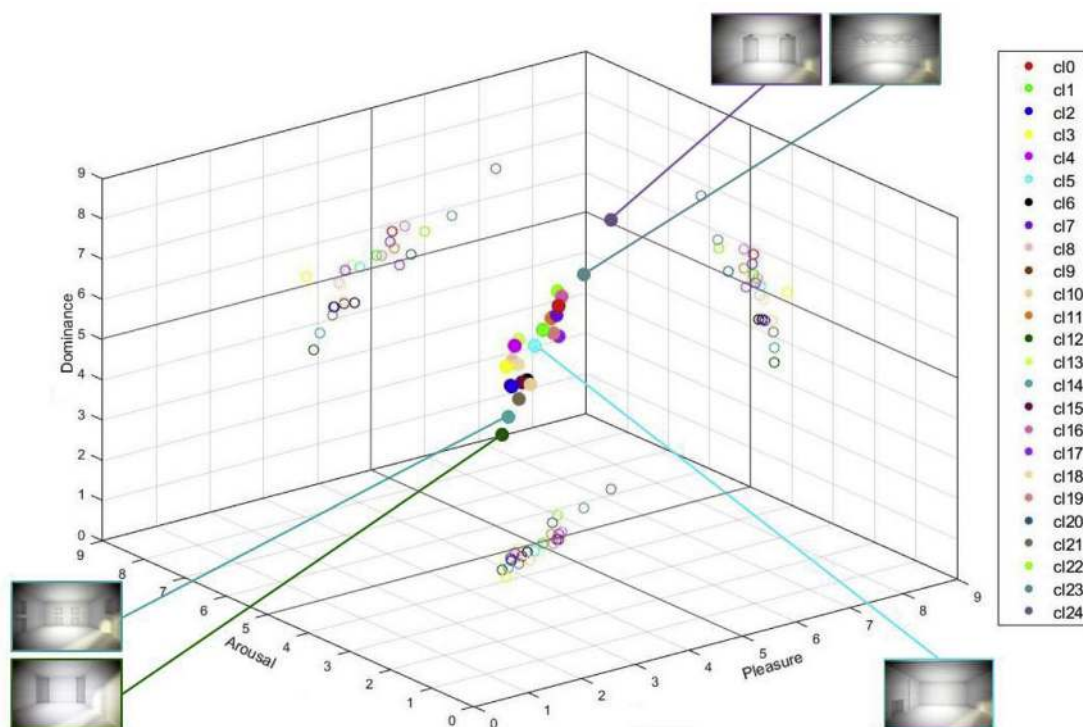 9
8
7
6
5
4
3
2
1
0
Dominance
9
8
7
6
5
4
3
2
1
0
Arousal
0
1
2
3
4
5
6
7
8
9
Pleasure
cl0
cl1
cl2
cl3
cl4
cl5
cl6
cl7
cl8
cl9
cl10
cl11
cl12
cl13
cl14
cl15
cl16
cl17
cl18
cl19
cl20
cl21
cl22
cl23
cl24